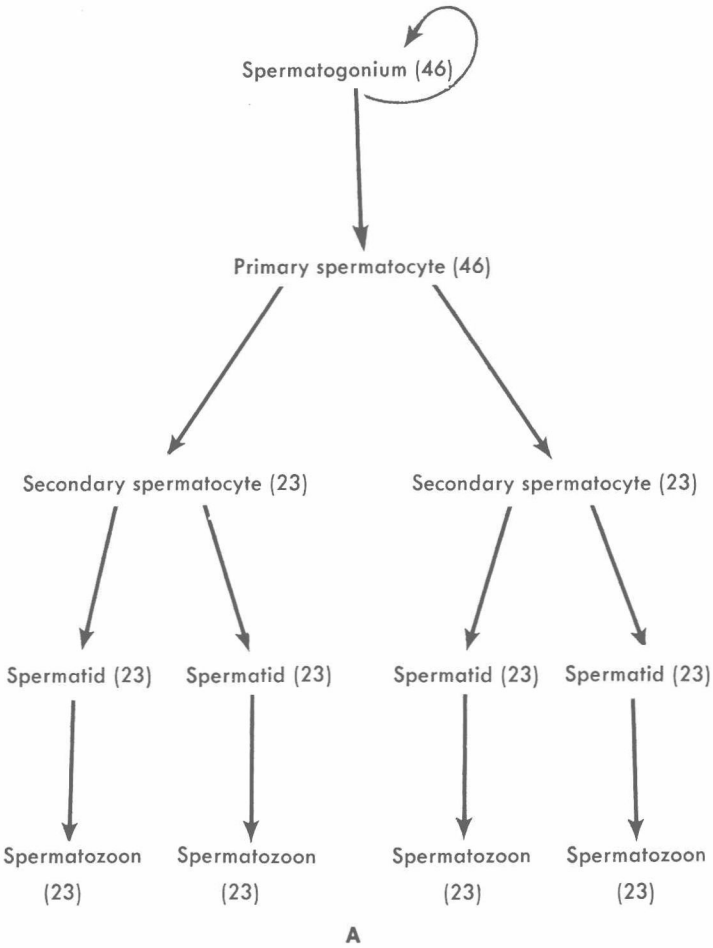 Spermatogonium (46)
Primary spermatocyte (46)
Secondary spermatocyte (23) Secondary spermatocyte (23)
Spermatid (23) Spermatid (23) Spermatid (23) Spermatid (23)
Spermatozoon Spermatozoon Spermatozoon Spermatozoon
(23) (23) (23) (23)
A